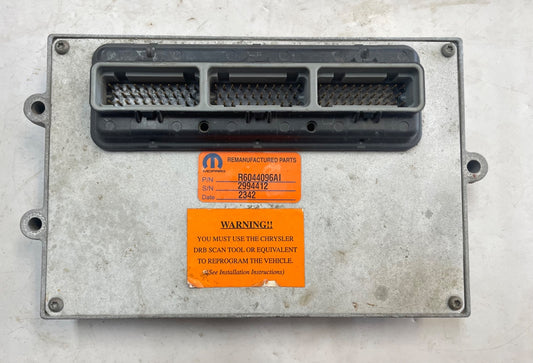 MOPAR
REMANUFACTURED PARTS
P/N R6044096AI
S/N 2994412
Date 2342
WARNING!!
YOU MUST USE THE CHRYSLER
DRB SCAN TOOL OR EQUIVALENT
TO REPROGRAM THE VEHICLE.
(See Installation Instructions)